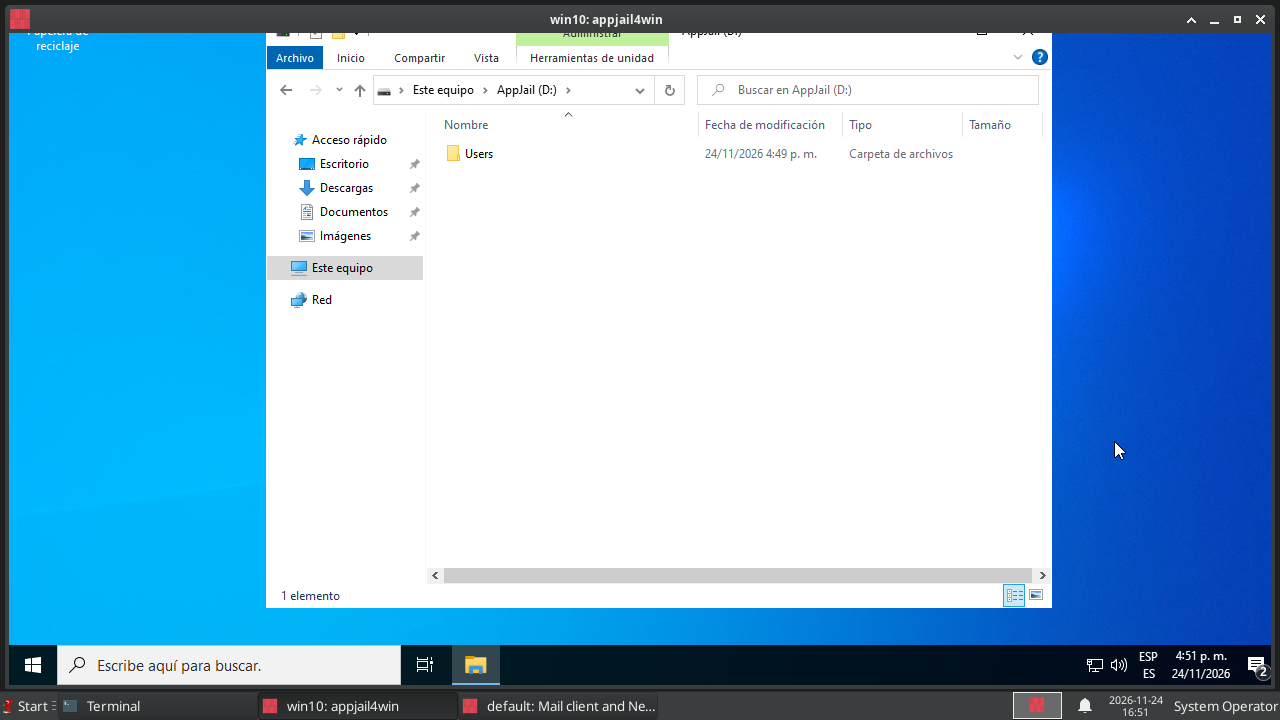 win10: appjail4win
Papelera de
reciclaje
Administrar
AppJail (D:)
Archivo
Inicio
Compartir
Vista
Herramientas de unidad
?
Este equipo
AppJail (D:)
Buscar en AppJail (D:)
Nombre
Fecha de modificación
Tipo
Tamaño
Acceso rápido
Users
24/11/2026 4:49 p. m.
Carpeta de archivos
Escritorio
Descargas
Documentos
Imágenes
Este equipo
Red
1 elemento
Escribe aquí para buscar.
ESP
ES
4:51 p. m.
24/11/2026
2
Start
Terminal
win10: appjail4win
default: Mail client and Ne...
2026-11-24
16:51
System Operator